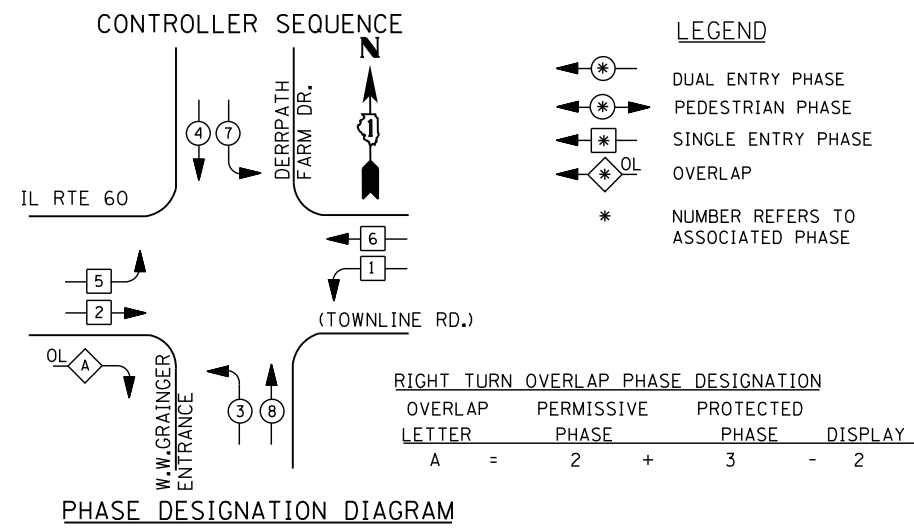 CONTROLLER SEQUENCE
N
1
DERRPATH
FARM DR.
4 7
IL RTE 60
6
1
5
2
(TOWNLINE RD.)
OL A
W.W.GRAINGER
ENTRANCE
3 8
PHASE DESIGNATION DIAGRAM
LEGEND
* DUAL ENTRY PHASE
* PEDESTRIAN PHASE
* SINGLE ENTRY PHASE
* OL OVERLAP
* NUMBER REFERS TO
ASSOCIATED PHASE
RIGHT TURN OVERLAP PHASE DESIGNATION
OVERLAP PERMISSIVE PROTECTED
LETTER PHASE PHASE DISPLAY
A = 2 + 3 - 2